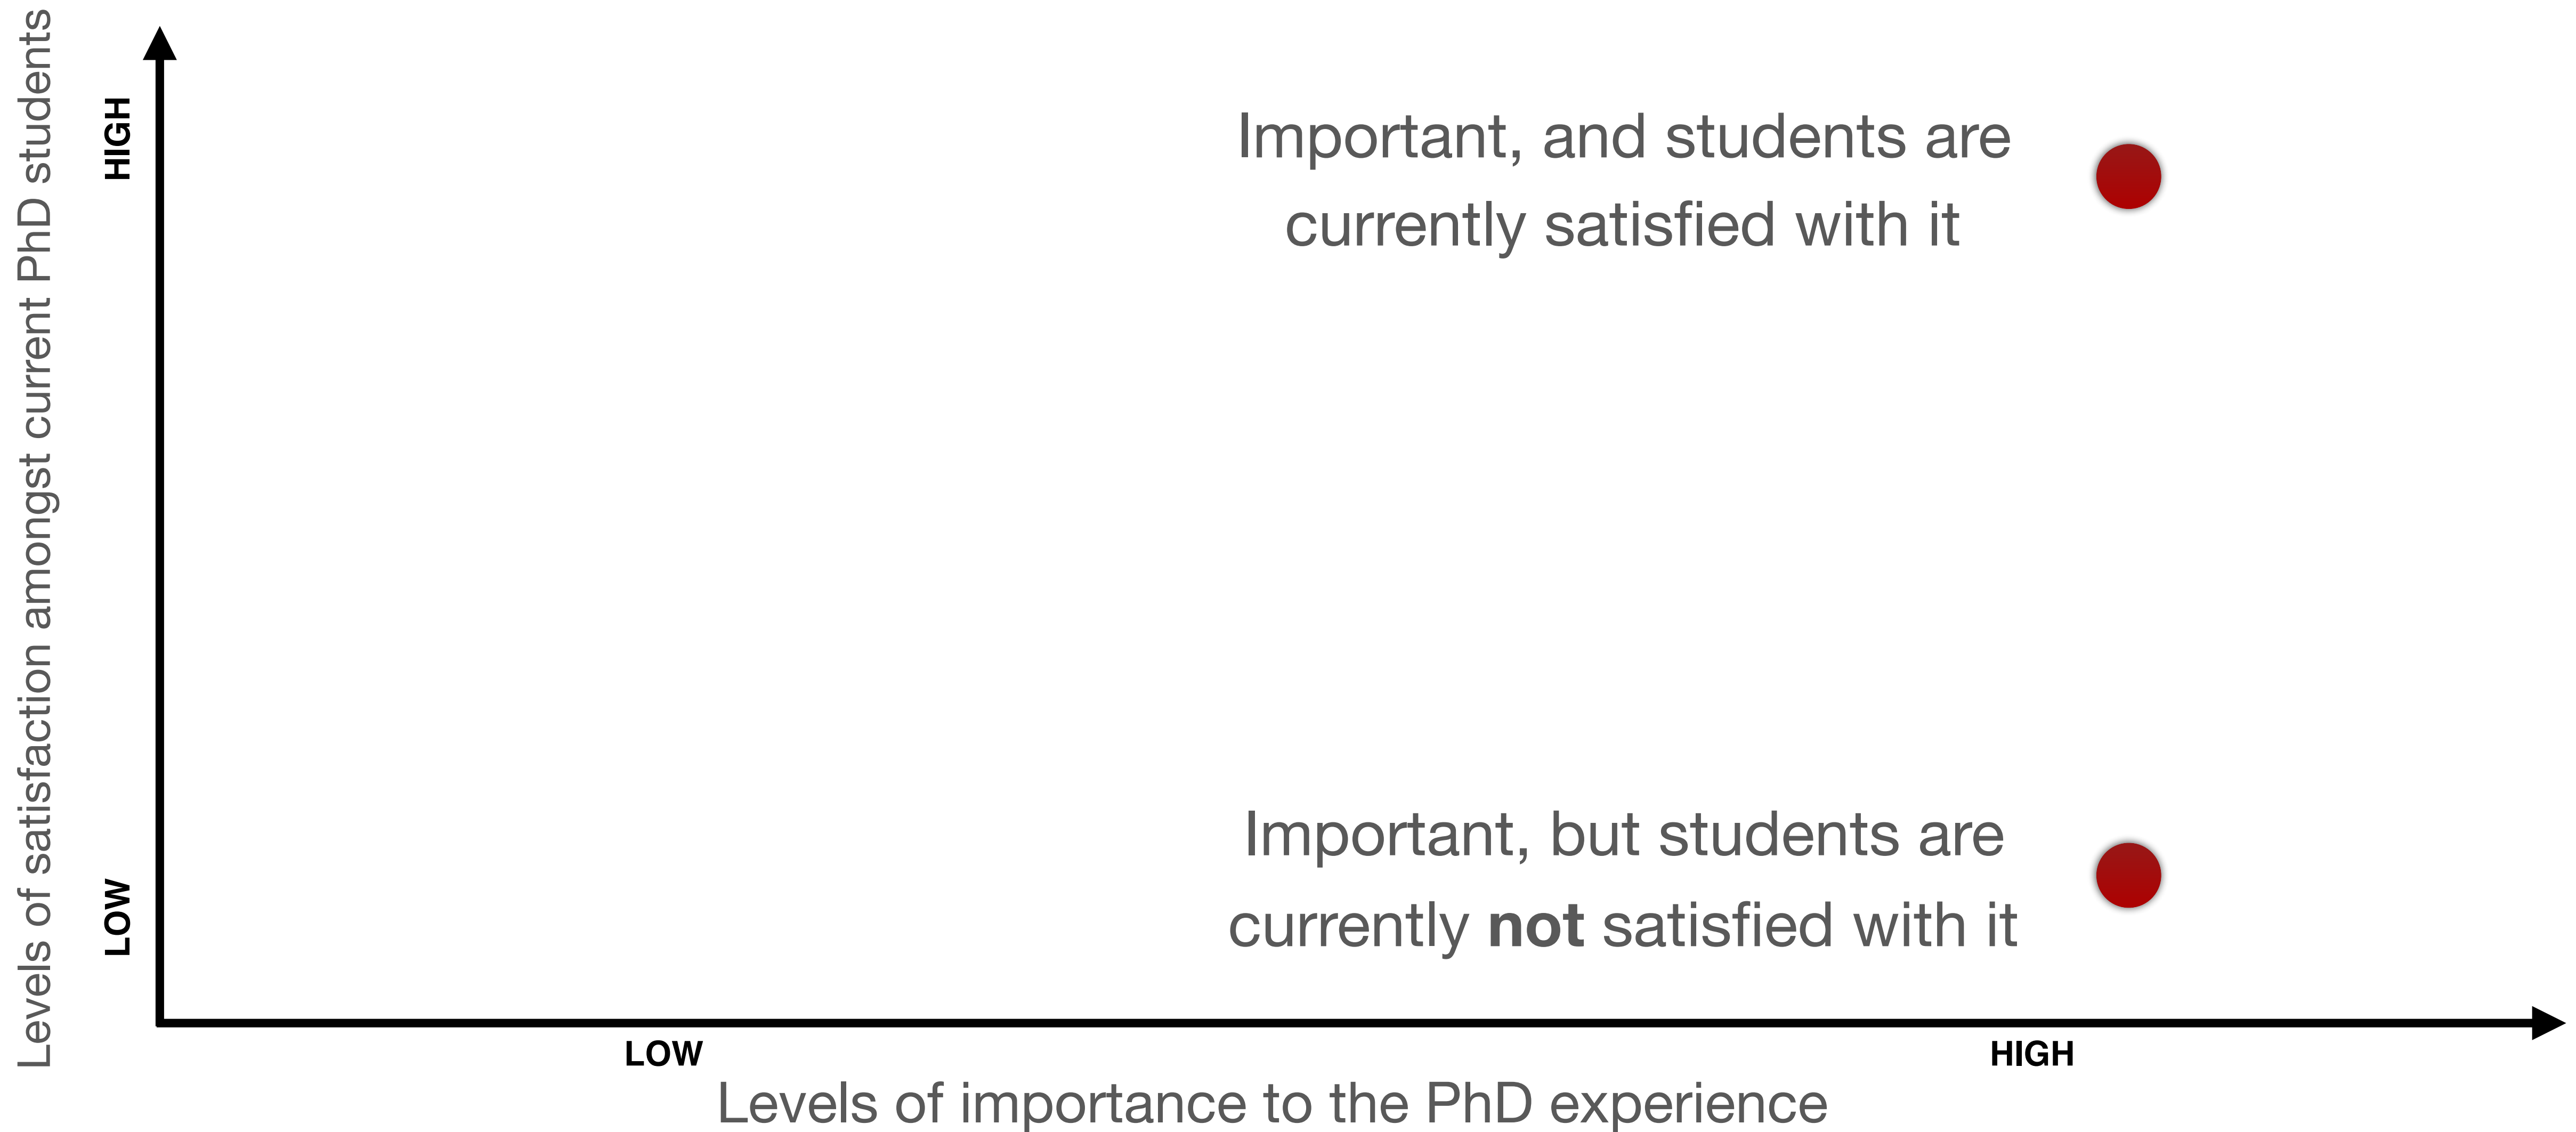 Levels of satisfaction amongst current PhD students
HIGH
LOW
Important, and students are
currently satisfied with it
Important, but students are
currently not satisfied with it
LOW
HIGH
Levels of importance to the PhD experience